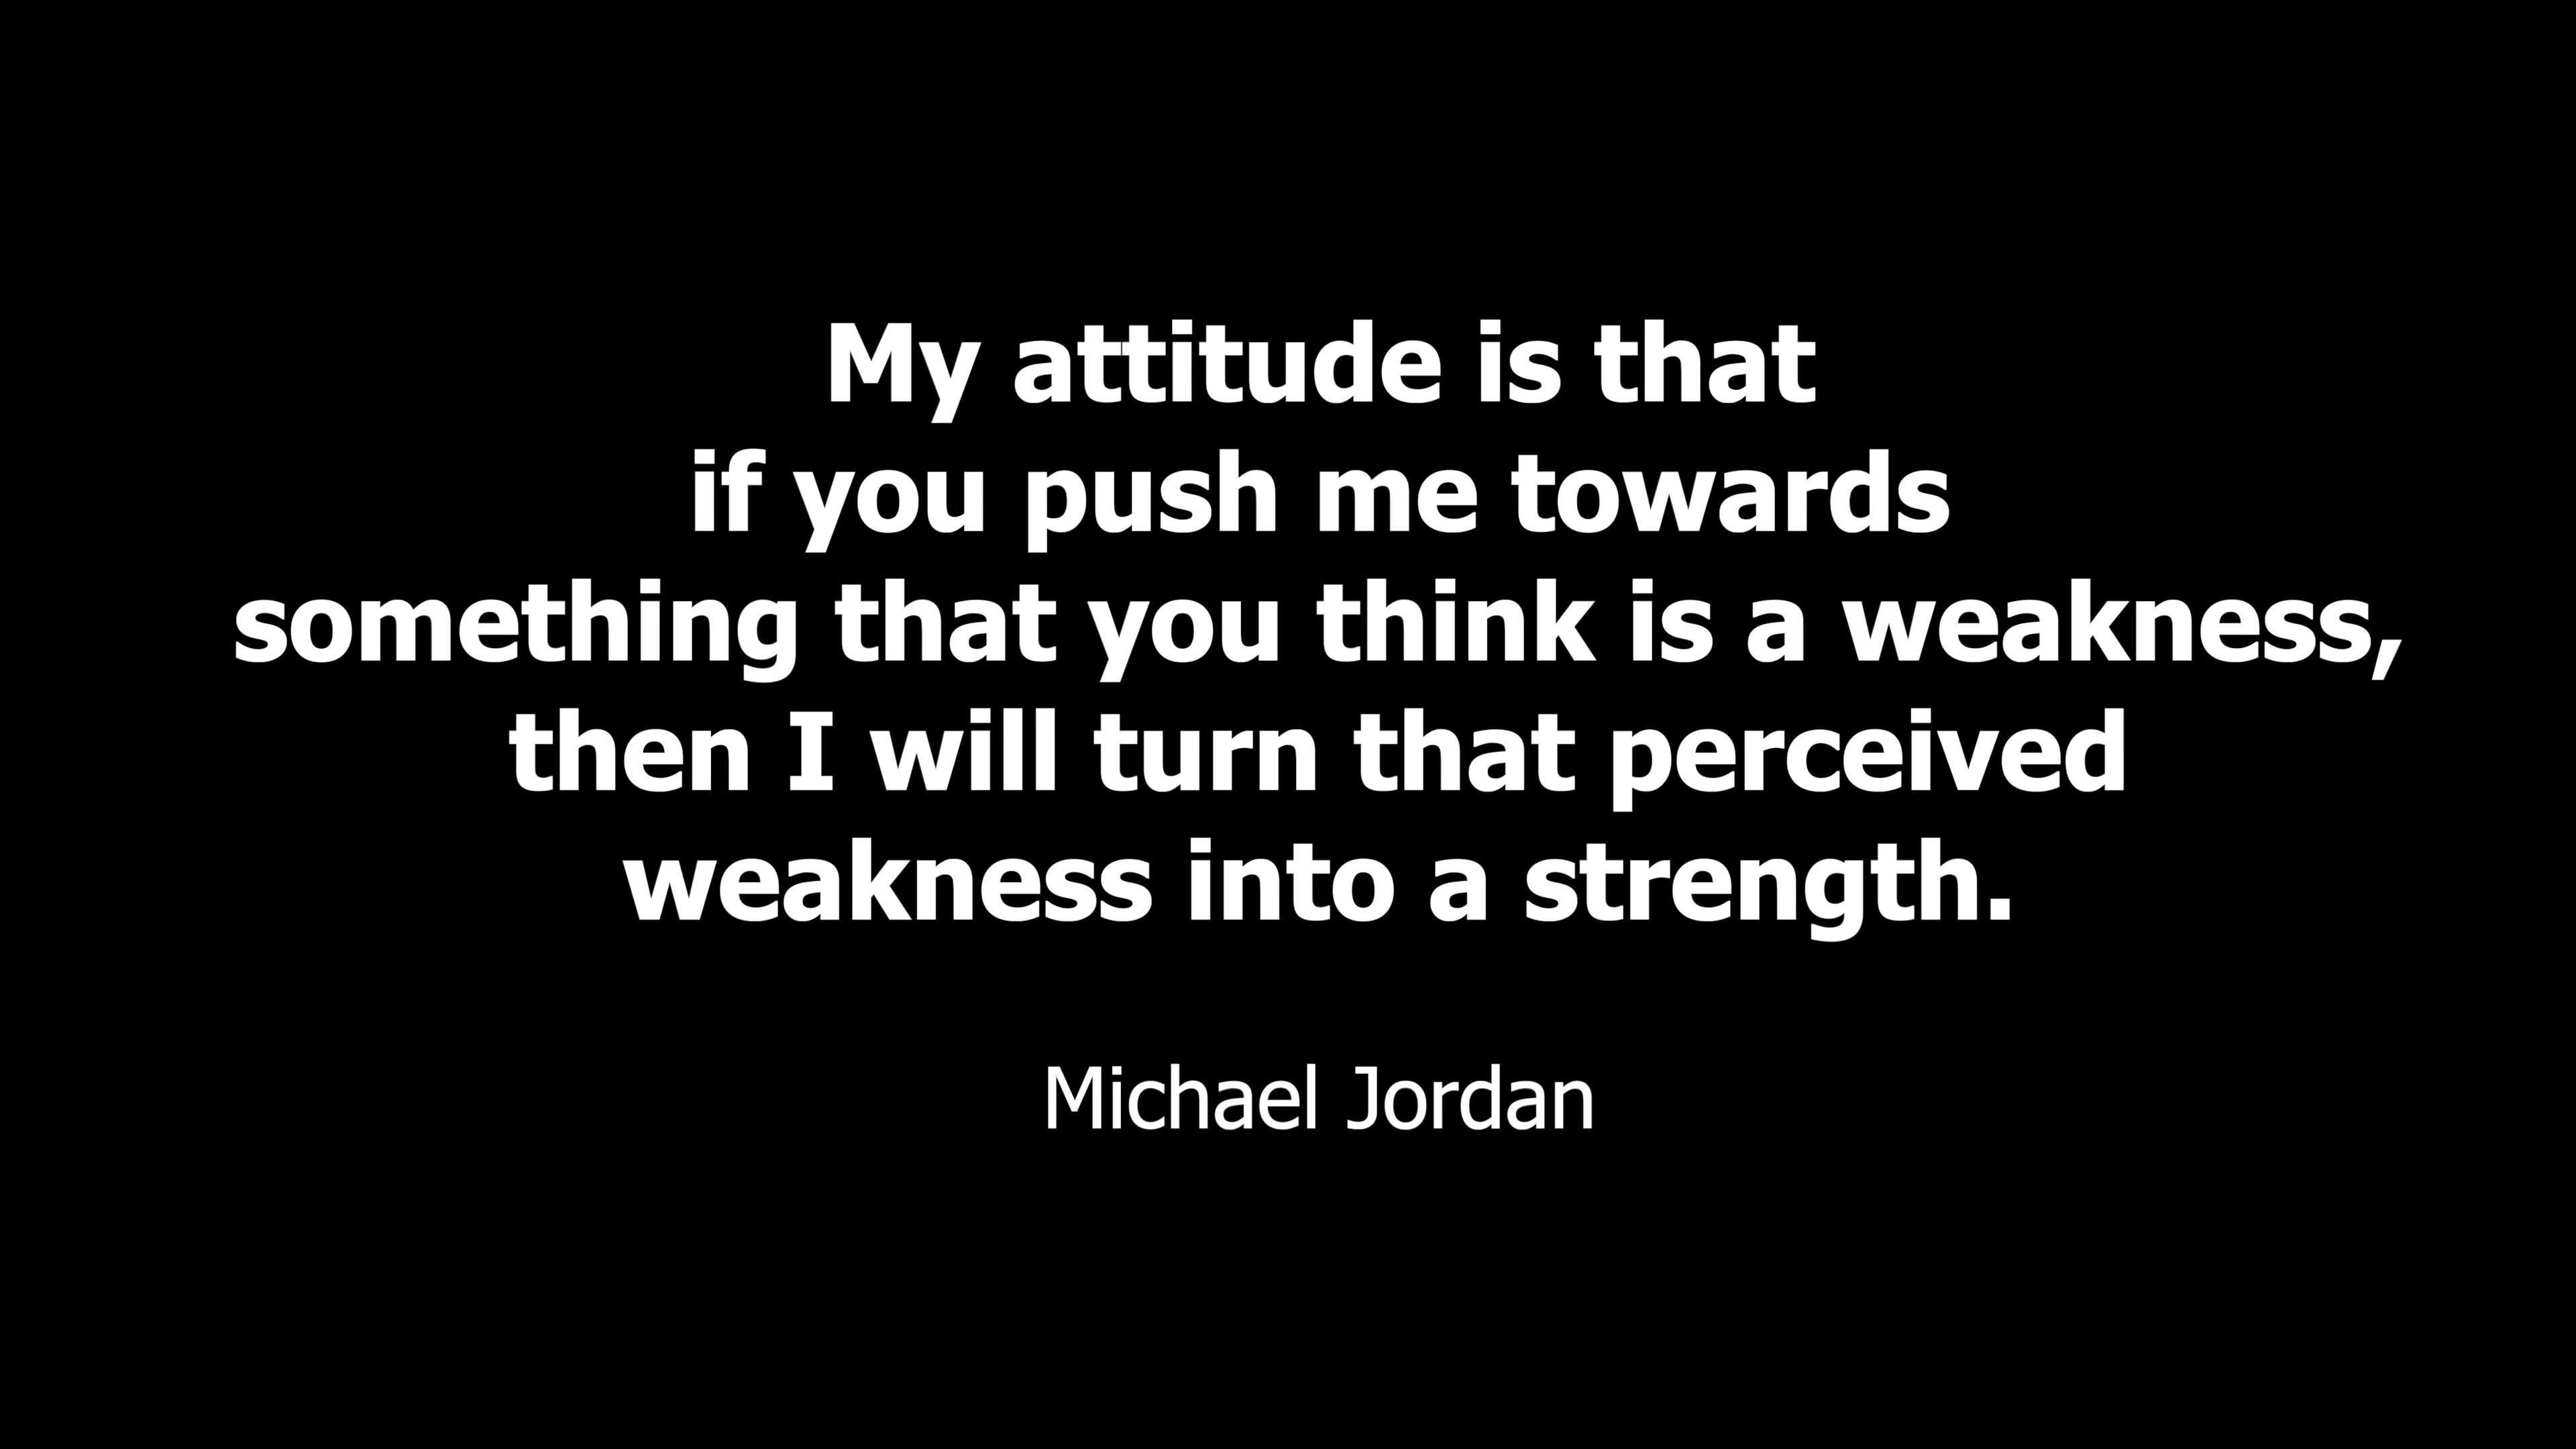 My attitude is that
if you push me towards
something that you think is a weakness,
then I will turn that perceived
weakness into a strength.
Michael Jordan